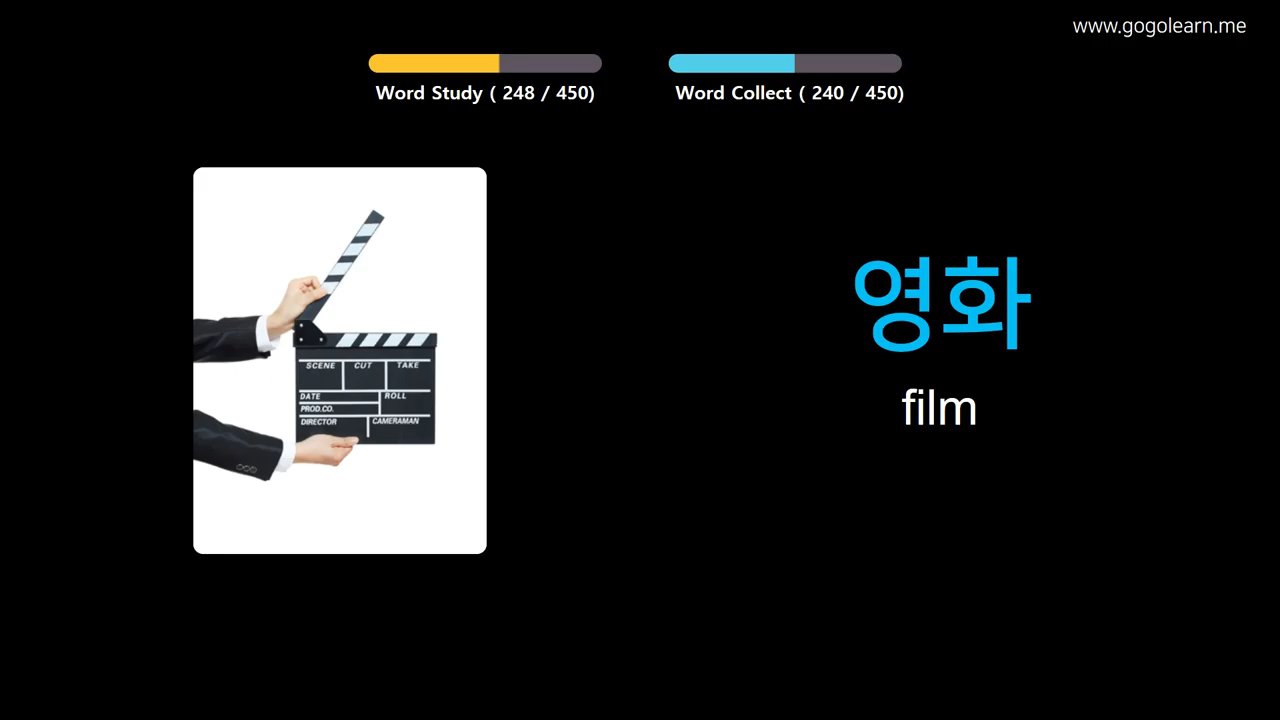 www.gogolearn.me
Word Study ( 248 / 450)
Word Collect ( 240 / 450)
SCENE CUT TAKE
DATE ROLL
PROD.CO.
DIRECTOR CAMERAMAN
영화
film